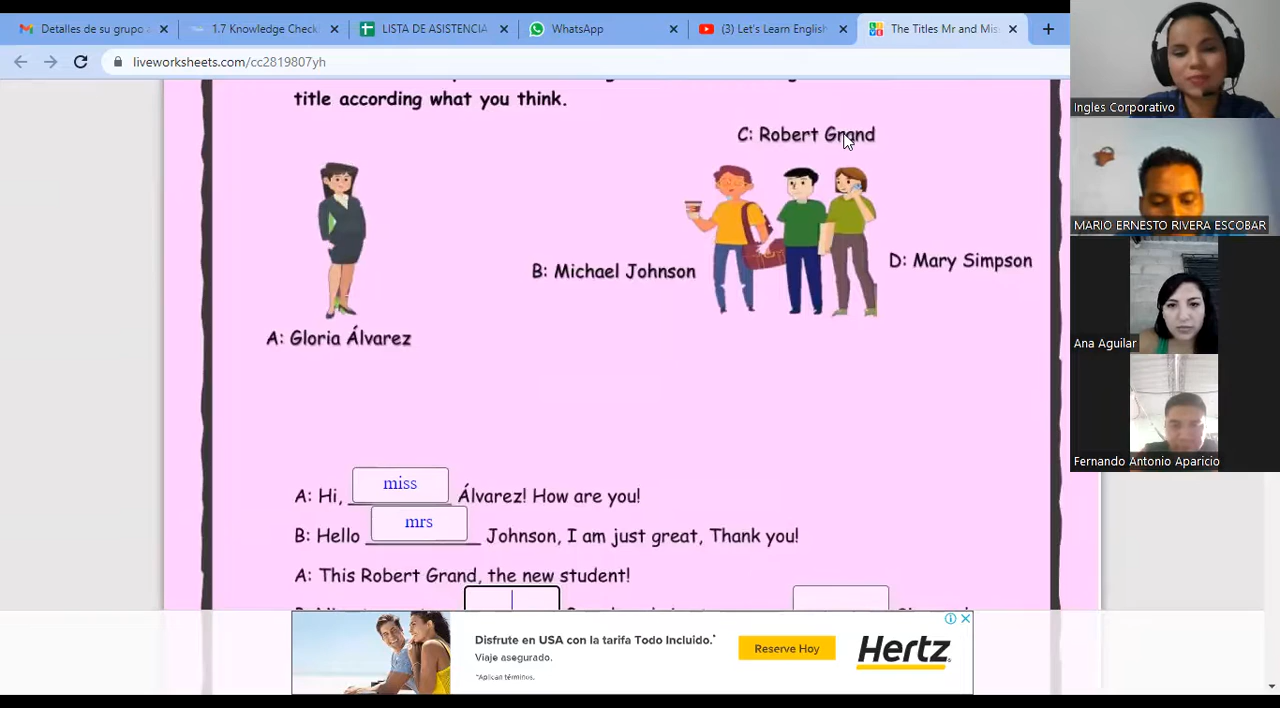 Detalles de su grupo
1.7 Knowledge Check
LISTA DE ASISTENCIA
WhatsApp
(3) Let's Learn English
The Titles Mr and Mis
liveworksheets.com/cc2819807yh
title according what you think.
C: Robert Grand
B: Michael Johnson
D: Mary Simpson
A: Gloria Álvarez
A: Hi, miss Álvarez! How are you!
B: Hello mrs Johnson, I am just great, Thank you!
A: This Robert Grand, the new student!
Disfrute en USA con la tarifa Todo Incluido.*
Viaje asegurado.
*Aplican términos.
Reserve Hoy
Hertz
Ingles Corporativo
MARIO ERNESTO RIVERA ESCOBAR
Ana Aguilar
Fernando Antonio Aparicio